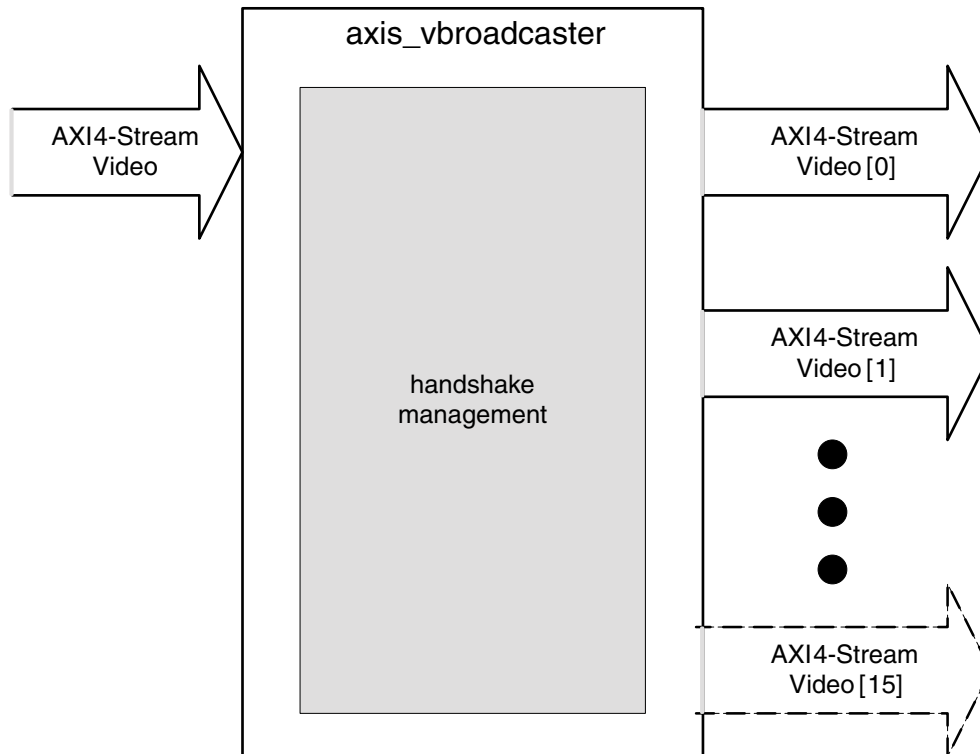 axis_vbroadcaster
AXI4-Stream
Video
handshake
management
AXI4-Stream
Video[0]
AXI4-Stream
Video[1]
AXI4-Stream
Video[15]